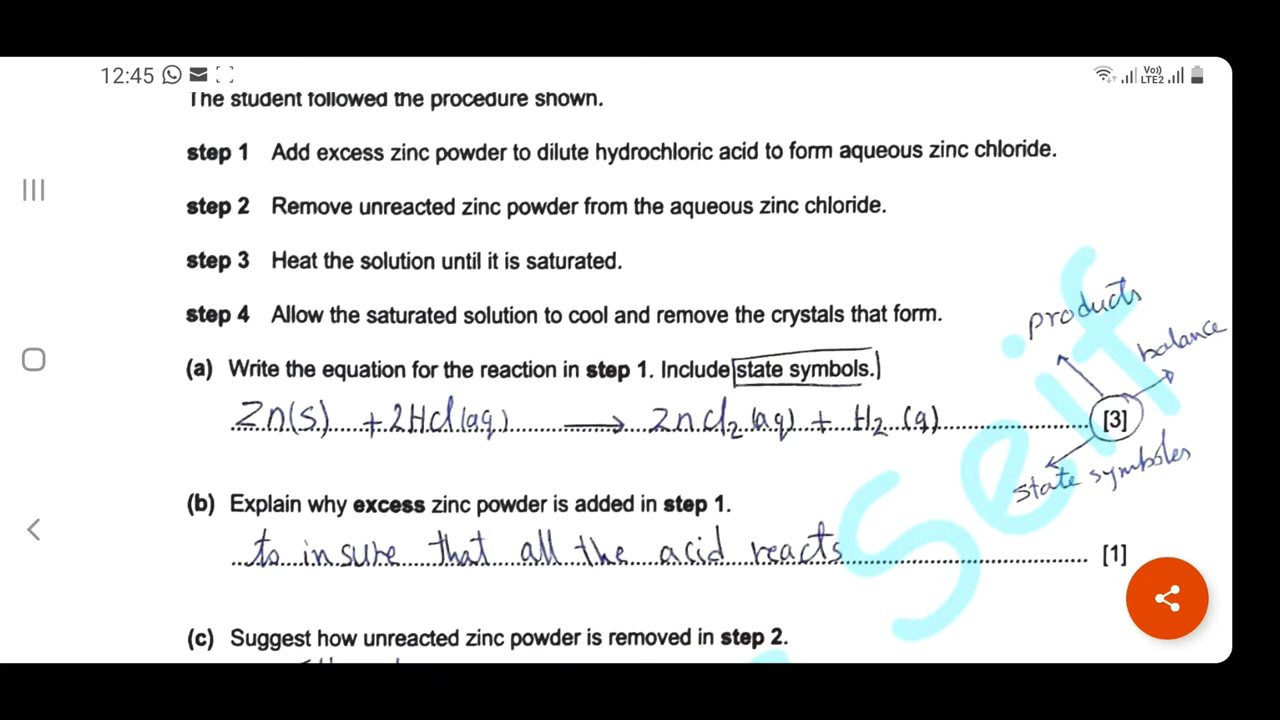 12:45
Vo))
LTE2
The student followed the procedure shown.
step 1 Add excess zinc powder to dilute hydrochloric acid to form aqueous zinc chloride.
step 2 Remove unreacted zinc powder from the aqueous zinc chloride.
step 3 Heat the solution until it is saturated.
step 4 Allow the saturated solution to cool and remove the crystals that form.
products
balance
(a) Write the equation for the reaction in step 1. Include state symbols.
Zn(s) + 2HCl(aq) → ZnCl₂(aq) + H₂(g) [3]
state symboles
(b) Explain why excess zinc powder is added in step 1.
to insure that all the acid reacts [1]
(c) Suggest how unreacted zinc powder is removed in step 2.
Seif